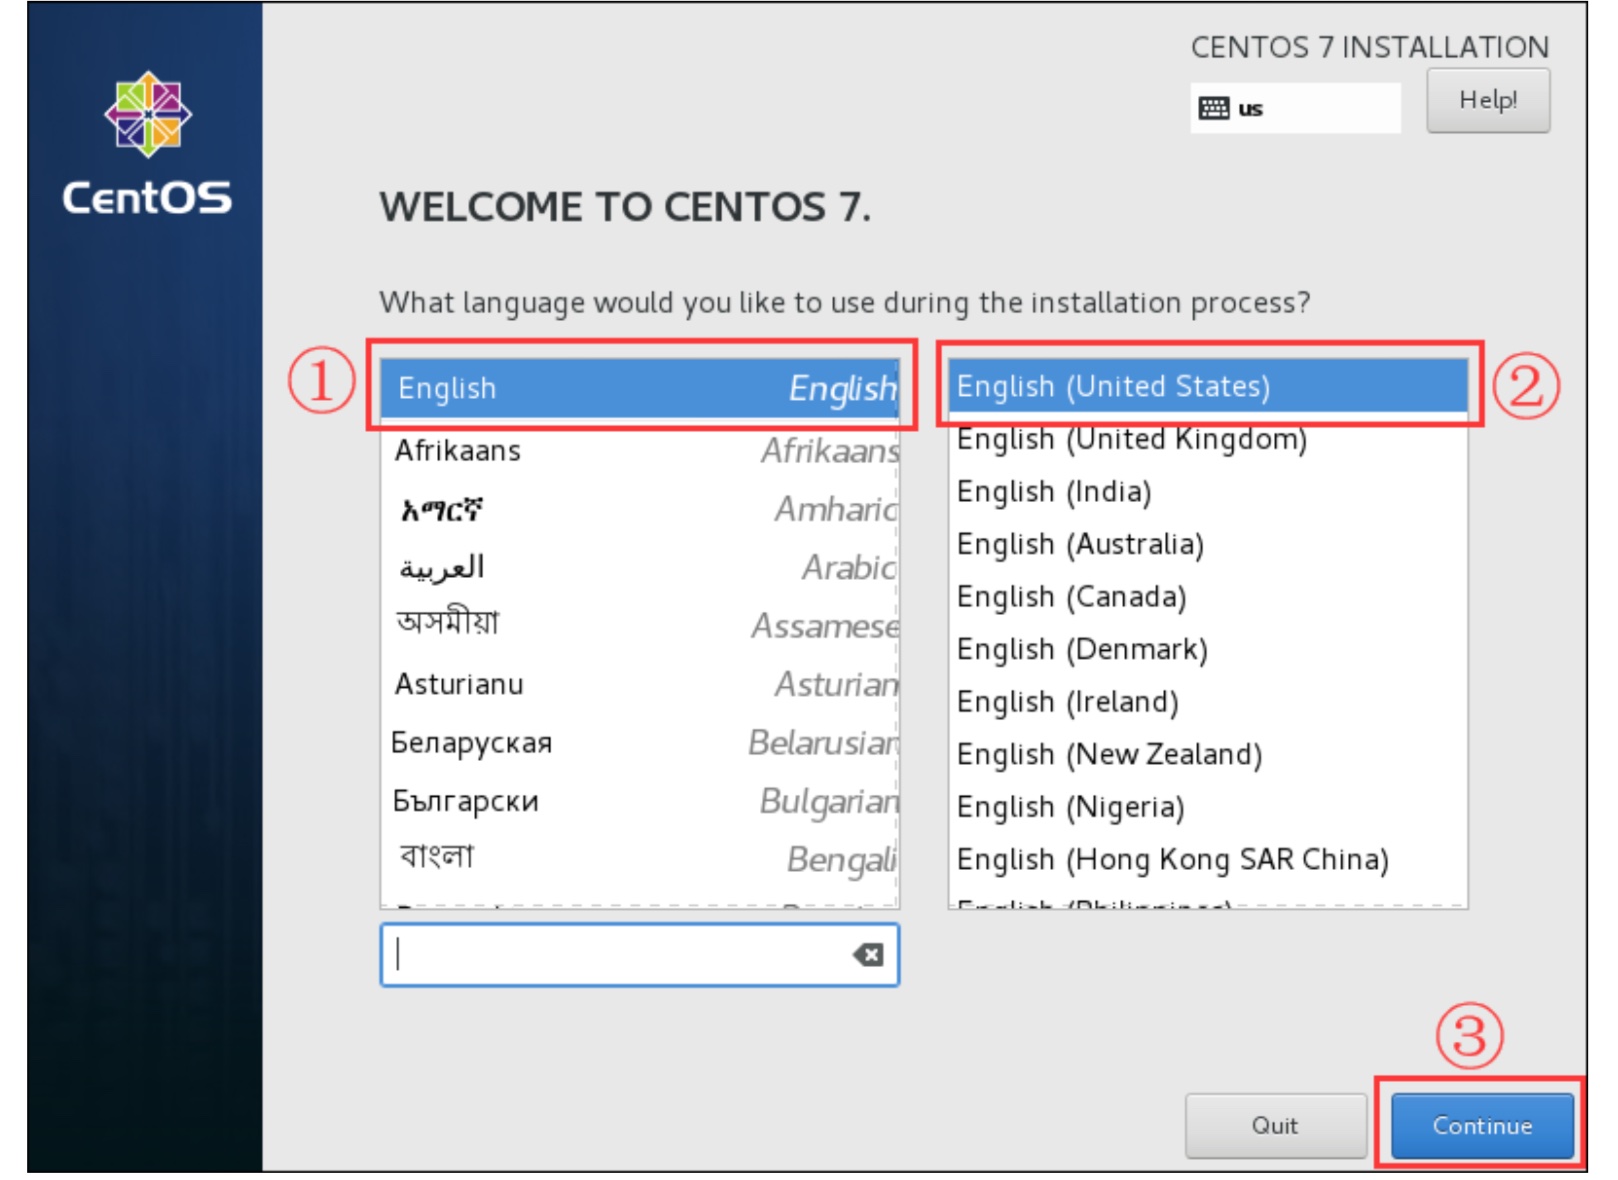 CentOS
CENTOS 7 INSTALLATION
us
Help!
WELCOME TO CENTOS 7.
What language would you like to use during the installation process?
①
English English
Afrikaans Afrikaans
አማርኛ Amharic
العربية Arabic
অসমীয়া Assamese
Asturianu Asturian
Беларуская Belarusian
Български Bulgarian
বাংলা Bengali
②
English (United States)
English (United Kingdom)
English (India)
English (Australia)
English (Canada)
English (Denmark)
English (Ireland)
English (New Zealand)
English (Nigeria)
English (Hong Kong SAR China)
English (Philippines)
③
Quit
Continue